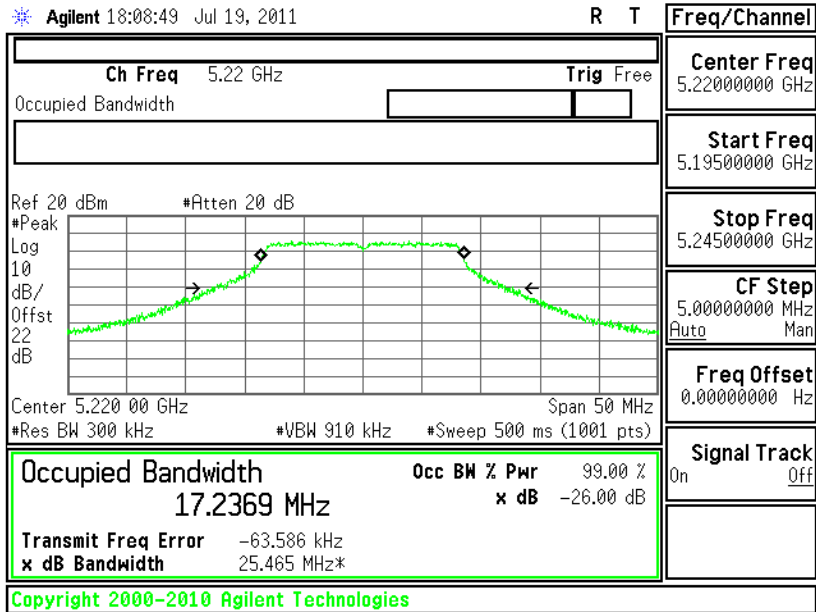 Agilent 18:08:49 Jul 19, 2011 R T
Ch Freq 5.22 GHz Trig Free
Occupied Bandwidth
Ref 20 dBm #Atten 20 dB
#Peak
Log
10
dB/
Offst
22
dB
Center 5.220 00 GHz Span 50 MHz
#Res BW 300 kHz #VBW 910 kHz #Sweep 500 ms (1001 pts)
Occupied Bandwidth Occ BW % Pwr 99.00 %
17.2369 MHz x dB -26.00 dB
Transmit Freq Error -63.586 kHz
x dB Bandwidth 25.465 MHz*
Copyright 2000-2010 Agilent Technologies
Freq/Channel
Center Freq
5.22000000 GHz
Start Freq
5.19500000 GHz
Stop Freq
5.24500000 GHz
CF Step
5.00000000 MHz
Auto Man
Freq Offset
0.00000000 Hz
Signal Track
On Off